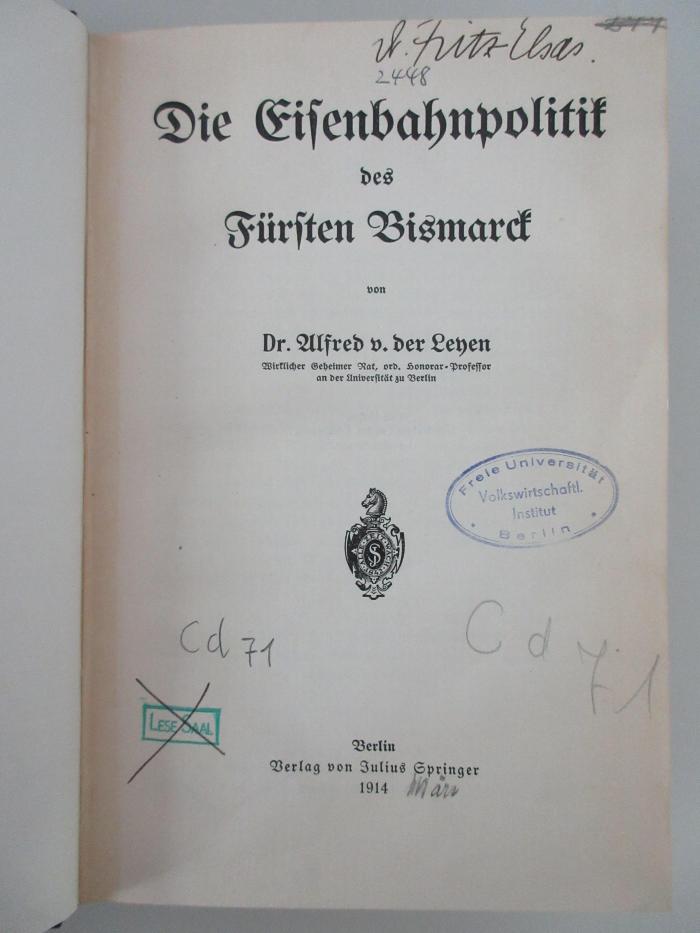 Dr. Fritz Elsas.
2448
Die Eisenbahnpolitik
des
Fürsten Bismarck
von
Dr. Alfred v. der Leyen
Wirklicher Geheimer Rat, ord. Honorar-Professor
an der Universität zu Berlin
Freie Universität
Volkswirtschaftl.
Institut
Berlin
Cd 71
Cd 71
LESE SAAL
Berlin
Verlag von Julius Springer
1914 März